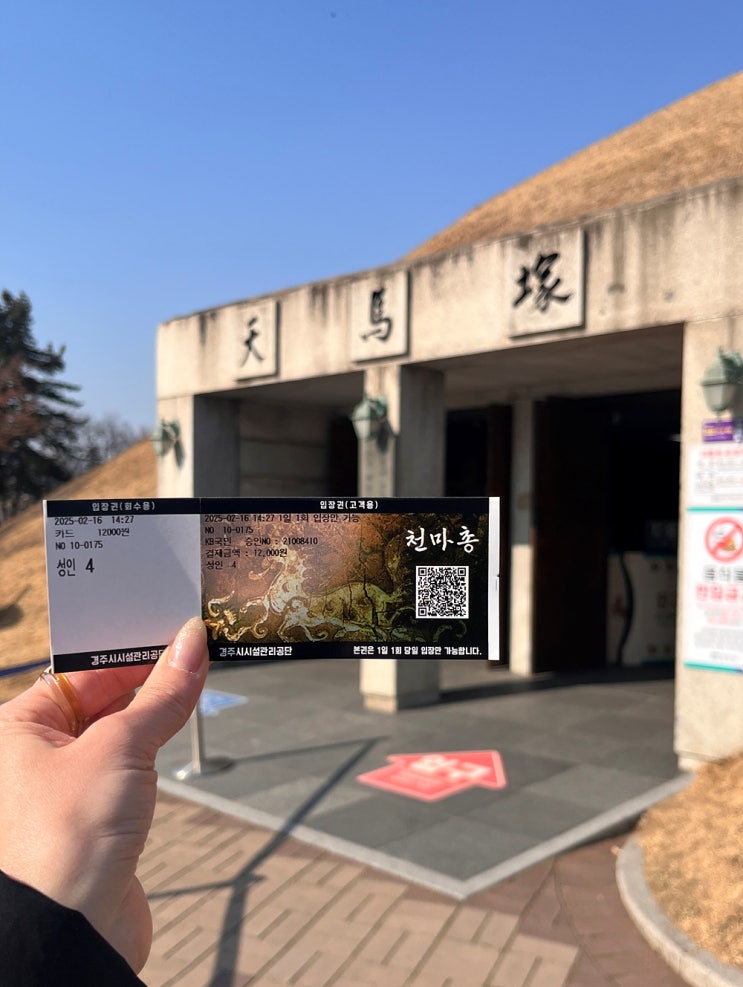 天 馬 塚
입장권(회수용)
2025-02-16 14:27
카드 12000원
NO 10-0175
성인 4
경주시시설관리공단
입장권(고객용)
2025-02-16 14:27 1일 1회 입장만 가능
NO 10-0175
KB국민 승인NO : 21008410
결재금액 : 12,000원
성인 4
천마총
경주시시설관리공단
본권은 1일 1회 당일 입장만 가능합니다.
입구